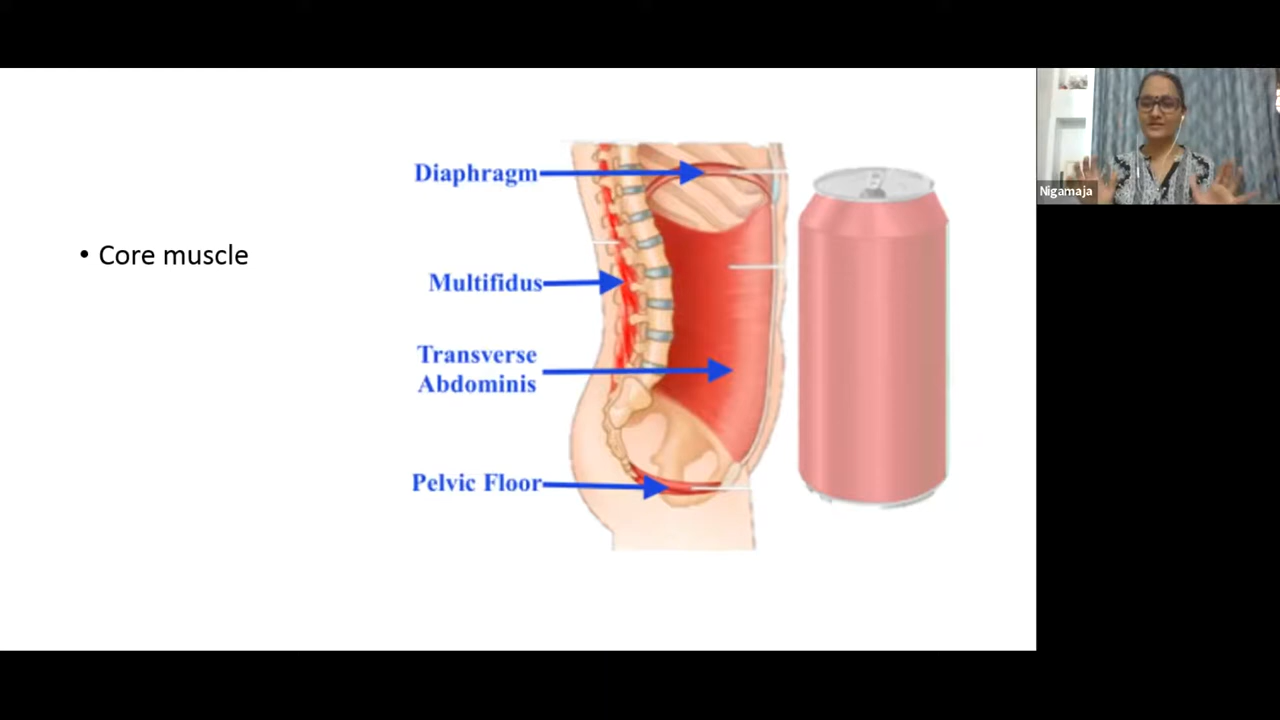 • Core muscle
Diaphragm
Multifidus
Transverse
Abdominis
Pelvic Floor
Nigamaja